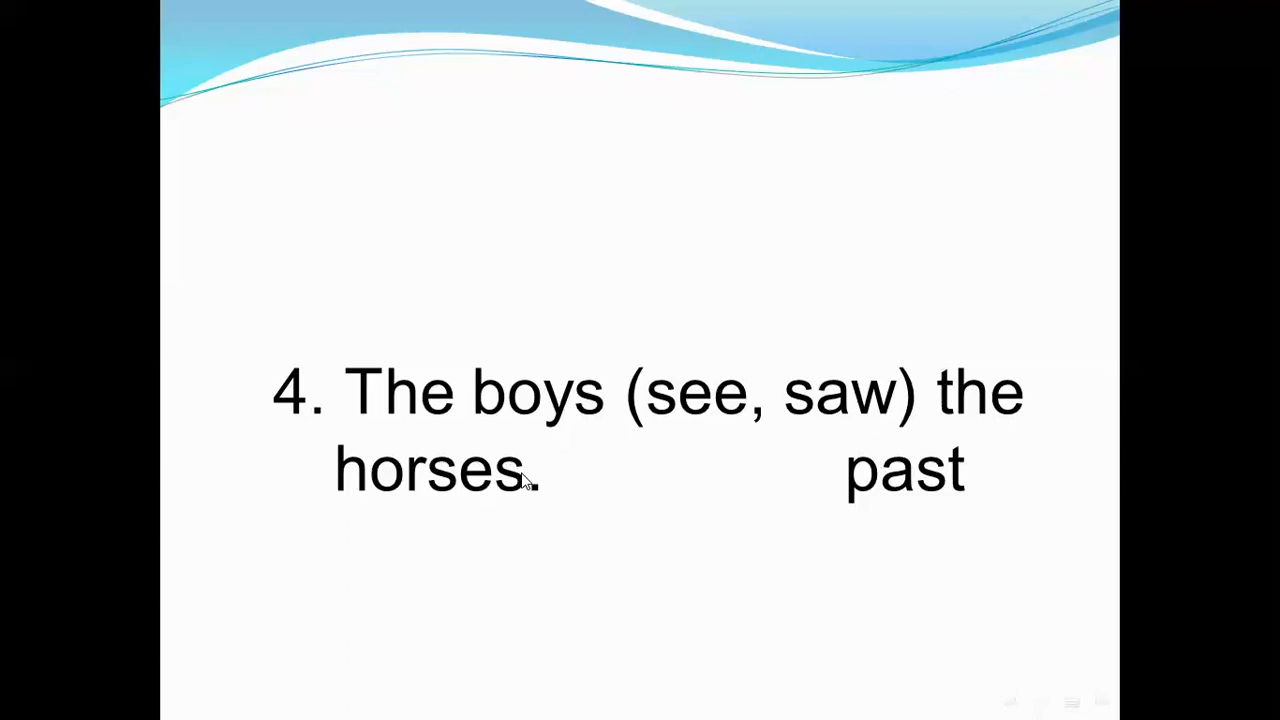 4. The boys (see, saw) the
horses. past